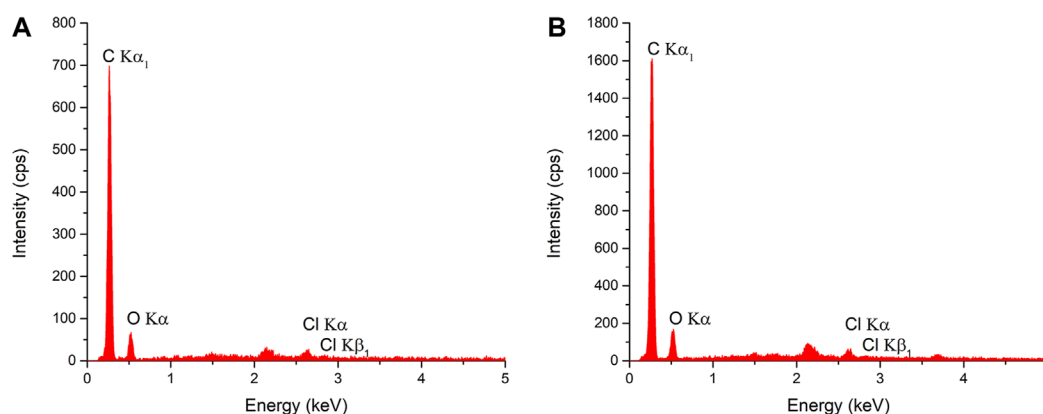 A
800
700
600
500
400
300
200
100
0
Intensity (cps)
C Kα₁
O Kα
Cl Kα
Cl Kβ₁
0 1 2 3 4 5
Energy (keV)
B
1800
1600
1400
1200
1000
800
600
400
200
0
Intensity (cps)
C Kα₁
O Kα
Cl Kα
Cl Kβ₁
0 1 2 3 4
Energy (keV)